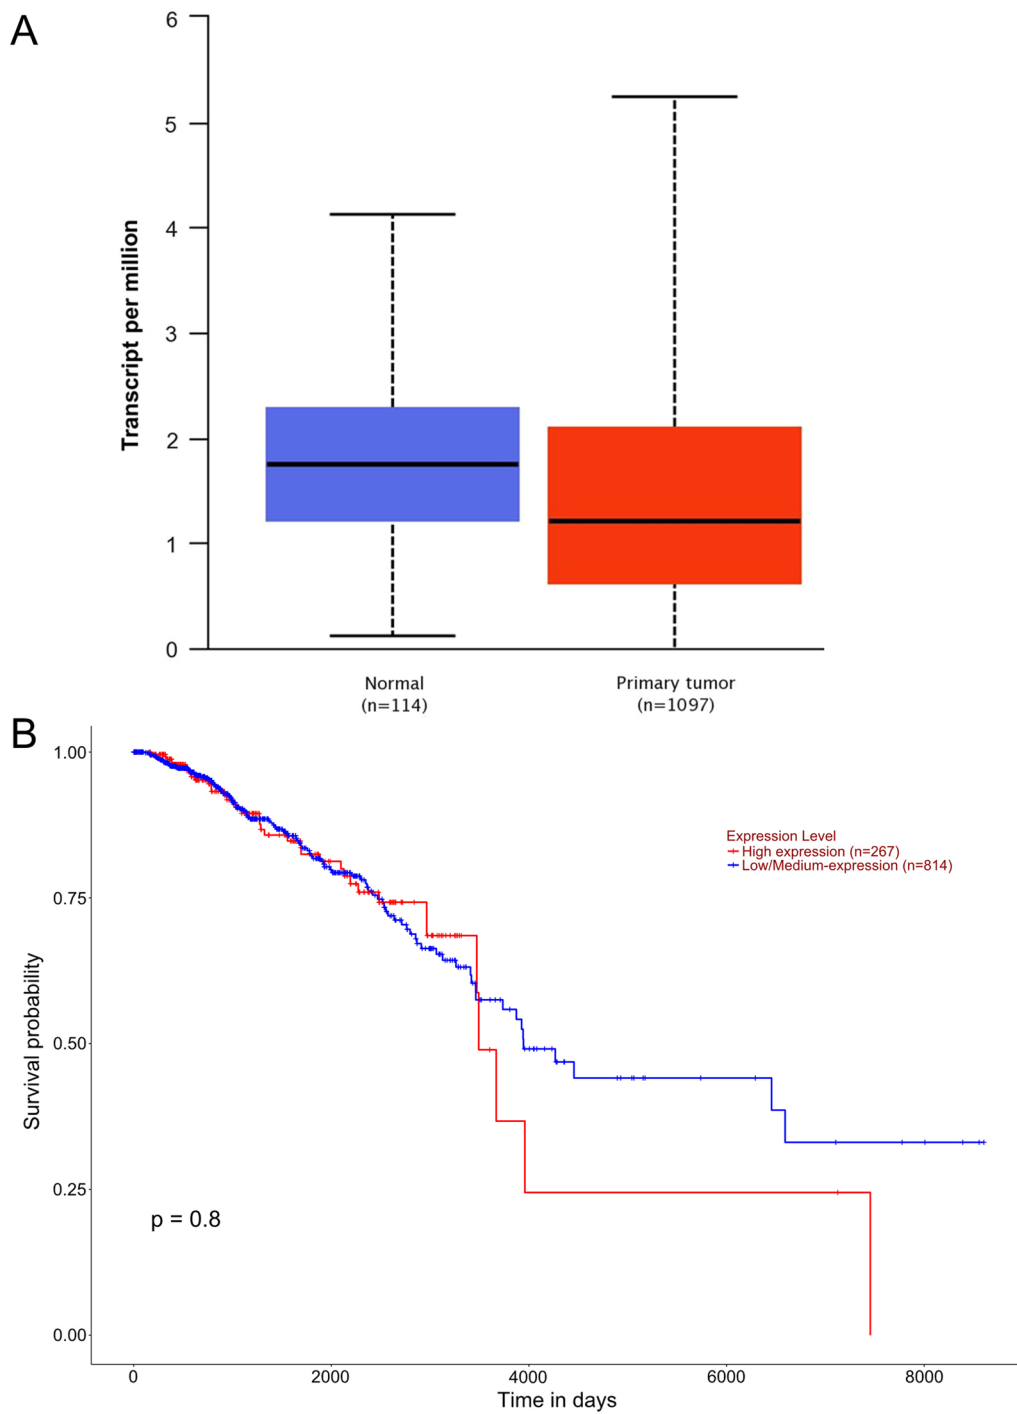 A
6
5
4
3
2
1
0
Transcript per million
Normal
(n=114)
Primary tumor
(n=1097)
B
1.00
0.75
0.50
0.25
0.00
Survival probability
Expression Level
High expression (n=267)
Low/Medium-expression (n=814)
p = 0.8
0
2000
4000
6000
8000
Time in days